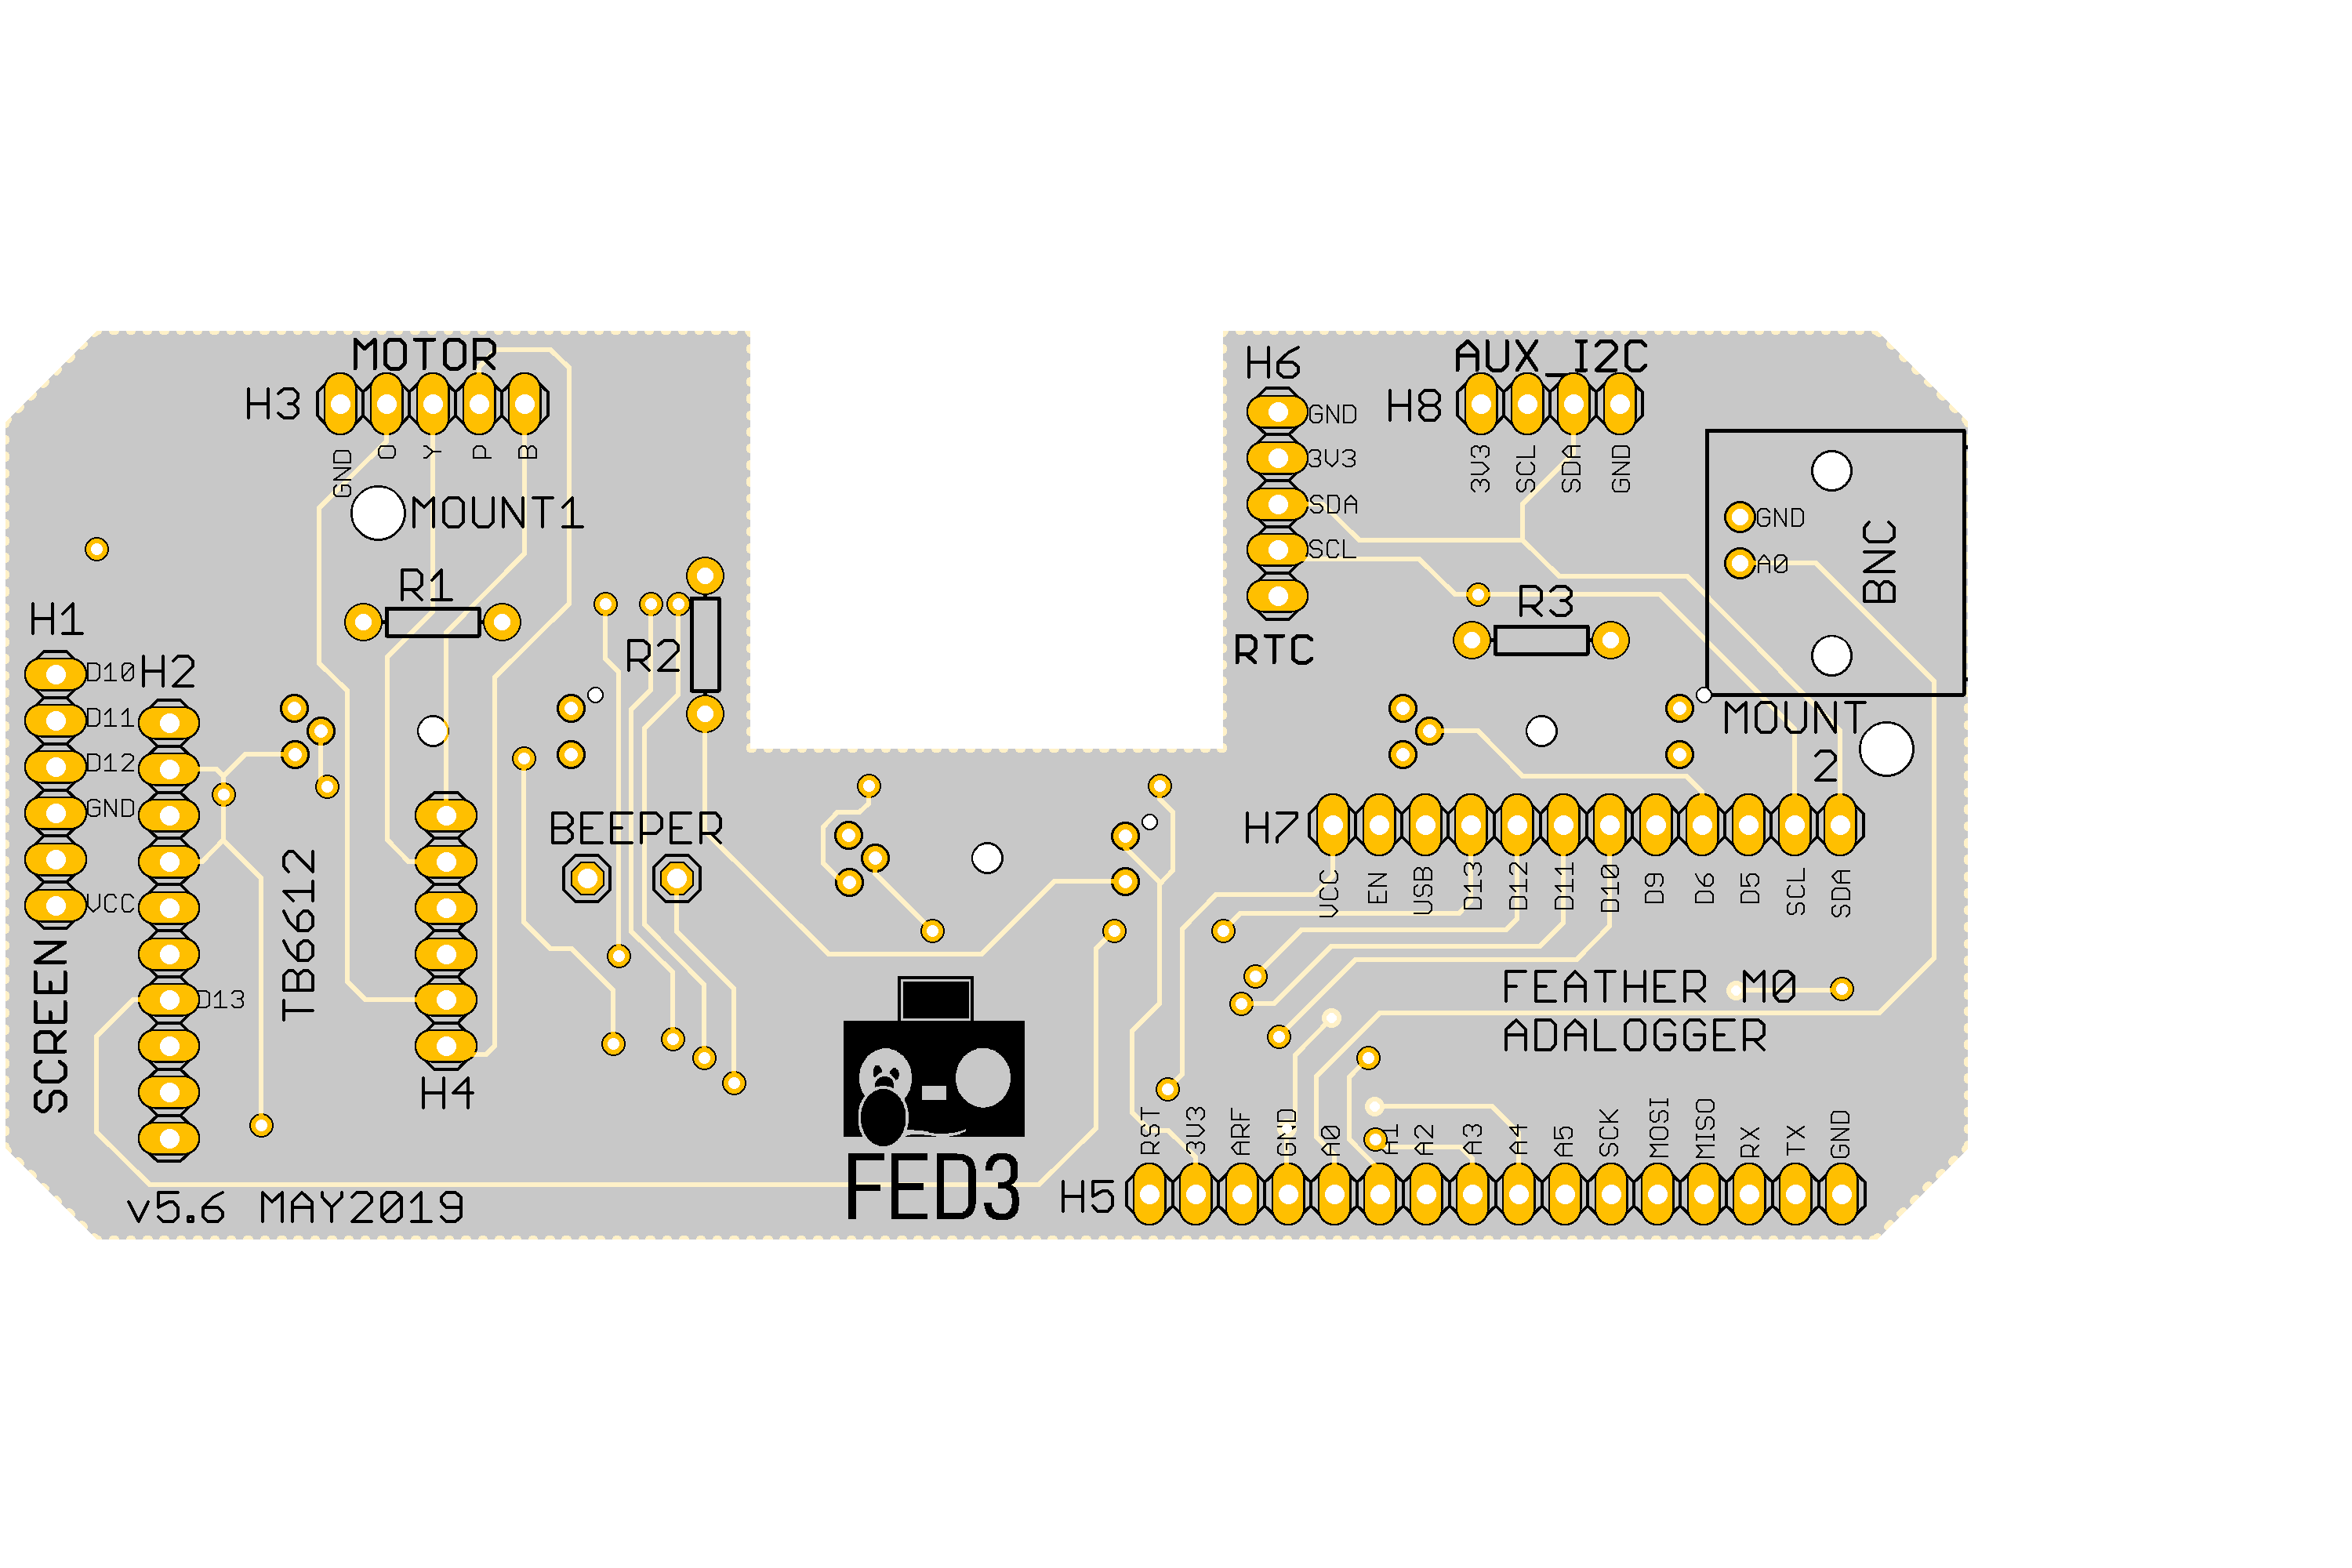 MOTOR
H3
GND O Y P B
MOUNT1
R1
R2
H6
GND
3V3
SDA
SCL
RTC
AUX_I2C
H8
3V3 SCL SDA GND
GND
A0
BNC
R3
MOUNT
2
H1
D10
D11
D12
GND
VCC
SCREEN
H2
D13
TB6612
H4
BEEPER
H7
VCC EN USB D13 D12 D11 D10 D9 D6 D5 SCL SDA
FEATHER M0
ADALOGGER
RST 3V3 ARF GND A0 A1 A2 A3 A4 A5 SCK MOSI MISO RX TX GND
H5
FED3
v5.6 MAY2019